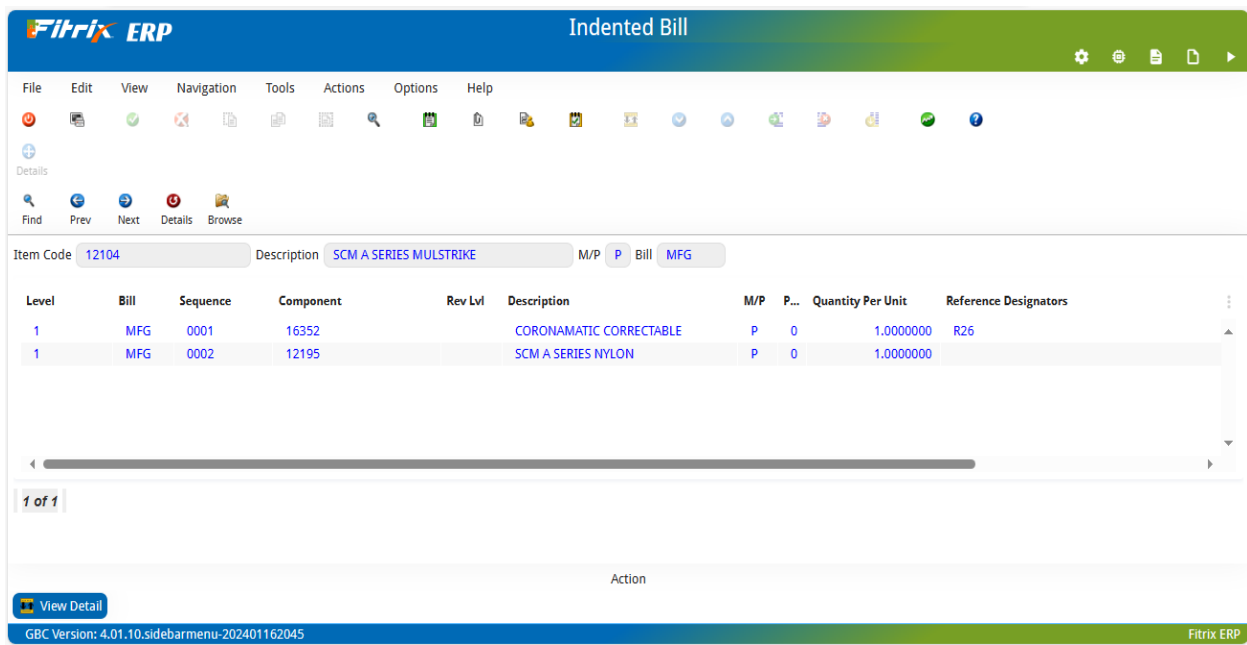 Fitrix ERP
Indented Bill
File Edit View Navigation Tools Actions Options Help
Details
Find Prev Next Details Browse
Item Code 12104 Description SCM A SERIES MULSTRIKE M/P P Bill MFG
Level Bill Sequence Component Rev Lvl Description M/P P... Quantity Per Unit Reference Designators
1 MFG 0001 16352 CORONAMATIC CORRECTABLE P 0 1.0000000 R26
1 MFG 0002 12195 SCM A SERIES NYLON P 0 1.0000000
1 of 1
Action
View Detail
GBC Version: 4.01.10.sidebarmenu-202401162045 Fitrix ERP